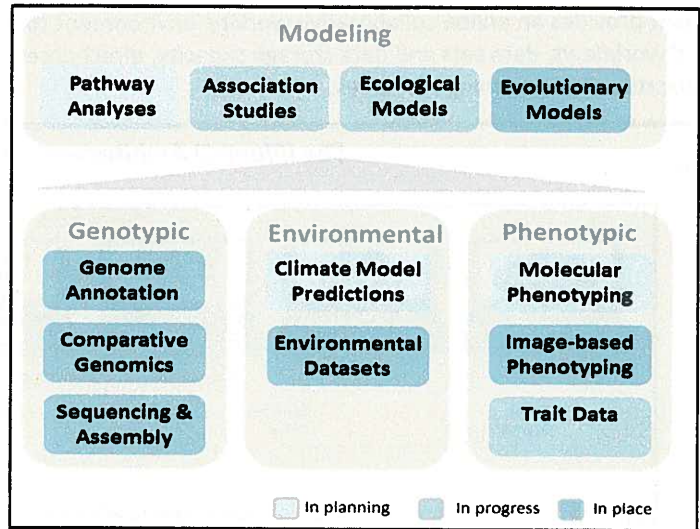 Modeling
Pathway Analyses
Association Studies
Ecological Models
Evolutionary Models
Genotypic
Genome Annotation
Comparative Genomics
Sequencing & Assembly
Environmental
Climate Model Predictions
Environmental Datasets
Phenotypic
Molecular Phenotyping
Image-based Phenotyping
Trait Data
In planning
In progress
In place